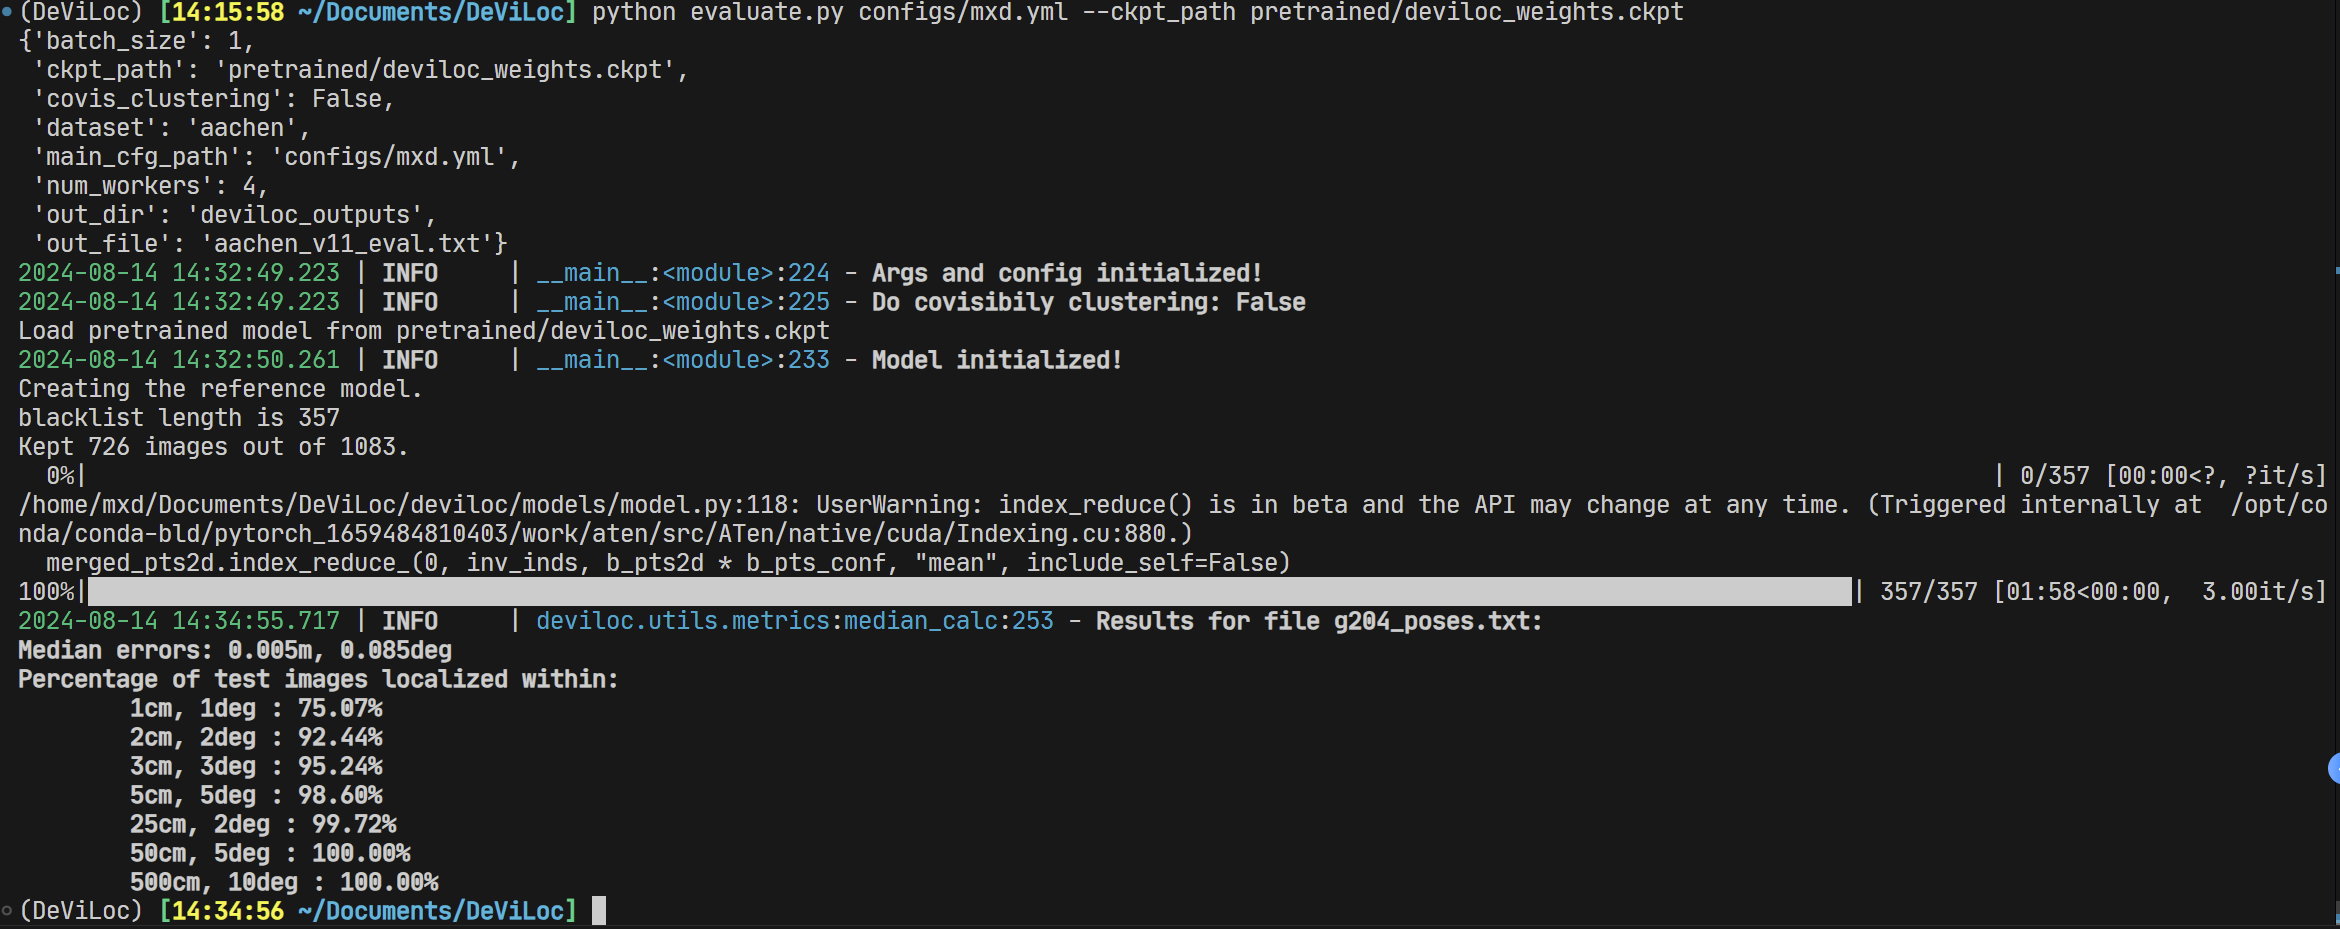 (DeViLoc) [14:15:58 ~/Documents/DeViLoc] python evaluate.py configs/mxd.yml --ckpt_path pretrained/deviloc_weights.ckpt
{'batch_size': 1,
 'ckpt_path': 'pretrained/deviloc_weights.ckpt',
 'covis_clustering': False,
 'dataset': 'aachen',
 'main_cfg_path': 'configs/mxd.yml',
 'num_workers': 4,
 'out_dir': 'deviloc_outputs',
 'out_file': 'aachen_v11_eval.txt'}
2024-08-14 14:32:49.223 | INFO     | __main__:<module>:224 - Args and config initialized!
2024-08-14 14:32:49.223 | INFO     | __main__:<module>:225 - Do covisibily clustering: False
Load pretrained model from pretrained/deviloc_weights.ckpt
2024-08-14 14:32:50.261 | INFO     | __main__:<module>:233 - Model initialized!
Creating the reference model.
blacklist length is 357
Kept 726 images out of 1083.
  0%| | 0/357 [00:00<?, ?it/s]
/home/mxd/Documents/DeViLoc/deviloc/models/model.py:118: UserWarning: index_reduce() is in beta and the API may change at any time. (Triggered internally at  /opt/co
nda/conda-bld/pytorch_1659484810403/work/aten/src/ATen/native/cuda/Indexing.cu:880.)
  merged_pts2d.index_reduce_(0, inv_inds, b_pts2d * b_pts_conf, "mean", include_self=False)
100%| | 357/357 [01:58<00:00,  3.00it/s]
2024-08-14 14:34:55.717 | INFO     | deviloc.utils.metrics:median_calc:253 - Results for file g204_poses.txt:
Median errors: 0.005m, 0.085deg
Percentage of test images localized within:
        1cm, 1deg : 75.07%
        2cm, 2deg : 92.44%
        3cm, 3deg : 95.24%
        5cm, 5deg : 98.60%
        25cm, 2deg : 99.72%
        50cm, 5deg : 100.00%
        500cm, 10deg : 100.00%
(DeViLoc) [14:34:56 ~/Documents/DeViLoc]